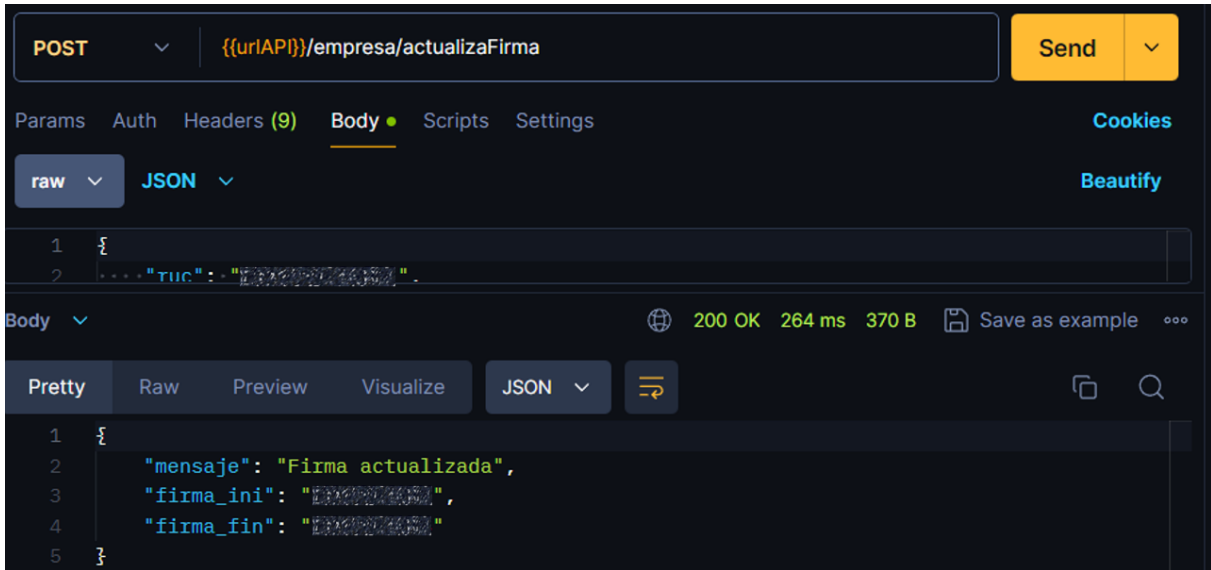 POST {{urlAPI}}/empresa/actualizaFirma Send
Params Auth Headers (9) Body Scripts Settings Cookies
raw JSON Beautify
1 {
2 "ruc": "",
Body 200 OK 264 ms 370 B Save as example
Pretty Raw Preview Visualize JSON
1 {
2 "mensaje": "Firma actualizada",
3 "firma_ini": "",
4 "firma_fin": ""
5 }